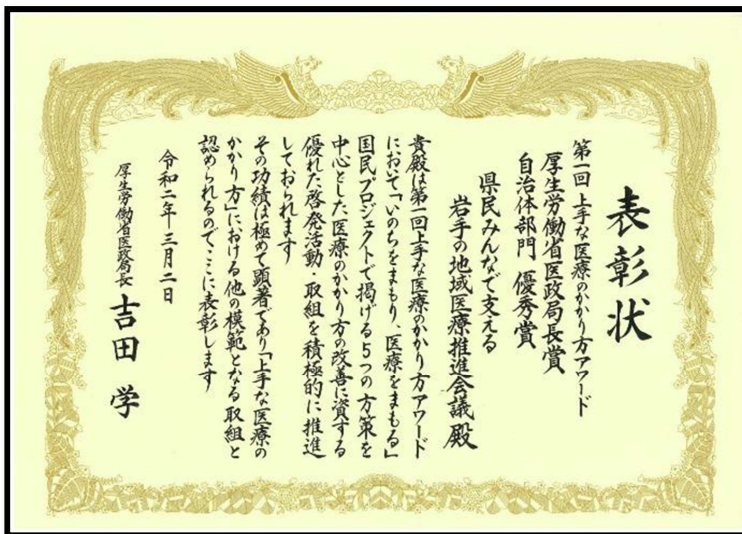 表彰状
第一回 上手な医療のかかり方アワード
厚生労働省医政局長賞
自治体部門 優秀賞
県民みんなで支える
岩手の地域医療推進会議 殿
貴殿は第一回上手な医療のかかり方アワード
において「いのちをまもり、医療をまもる」
国民プロジェクトで掲げる5つの方策を
中心とした医療のかかり方の改善に資する
優れた啓発活動・取組を積極的に推進
しておられます
その功績は極めて顕著であり「上手な医療の
かかり方」における他の模範となる取組と
認められるので、ここに表彰します
令和二年三月二日
厚生労働省医政局長 吉田 学